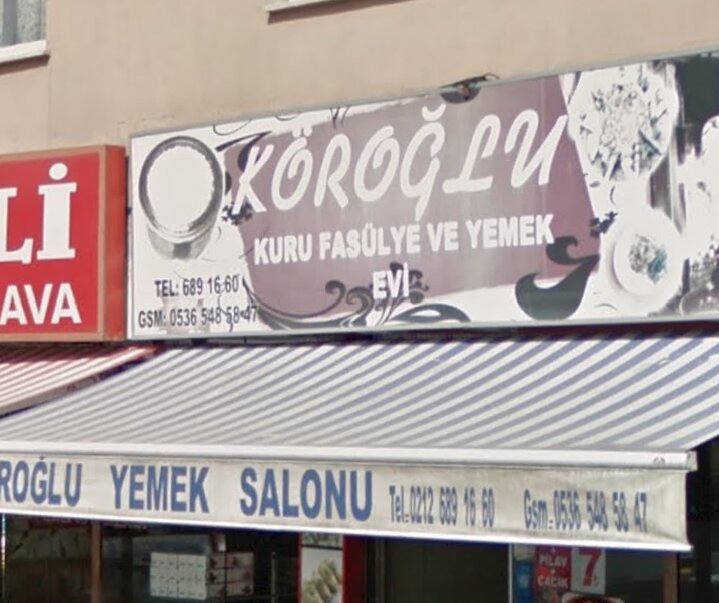 Lİ
AVA
KÖROĞLU
KURU FASÜLYE VE YEMEK
EVİ
TEL: 689 16 60
GSM: 0536 548 58 47
ROĞLU YEMEK SALONU Tel.0212 689 16 60 Gsm.0536 548 58 47
PİLAV
+
CACIK
7